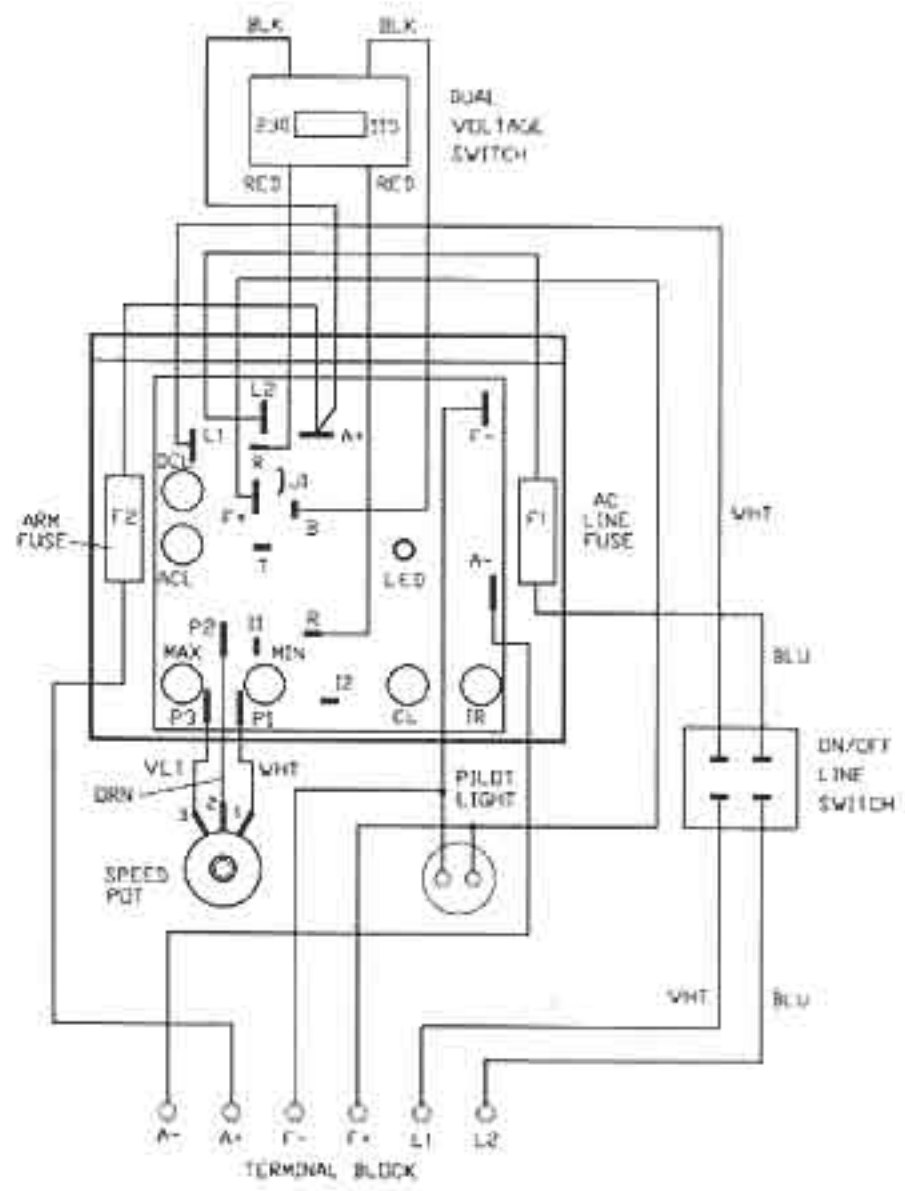 BLK
BLK
DUAL
VOLTAGE
SWITCH
230
115
RED
RED
L2
L1
A+
F-
DCL
X
J1
F+
B
F2
ARM
FUSE
ACL
T
LED
A-
F1
AC
LINE
FUSE
WHT
P2
I1
R
MAX
MIN
I2
P3
P1
CL
IR
BLU
VLT
WHT
ORN
PILOT
LIGHT
ON/OFF
LINE
SWITCH
3
2
1
SPEED
POT
WHT
BLU
A-
A+
F-
F+
L1
L2
TERMINAL BLOCK